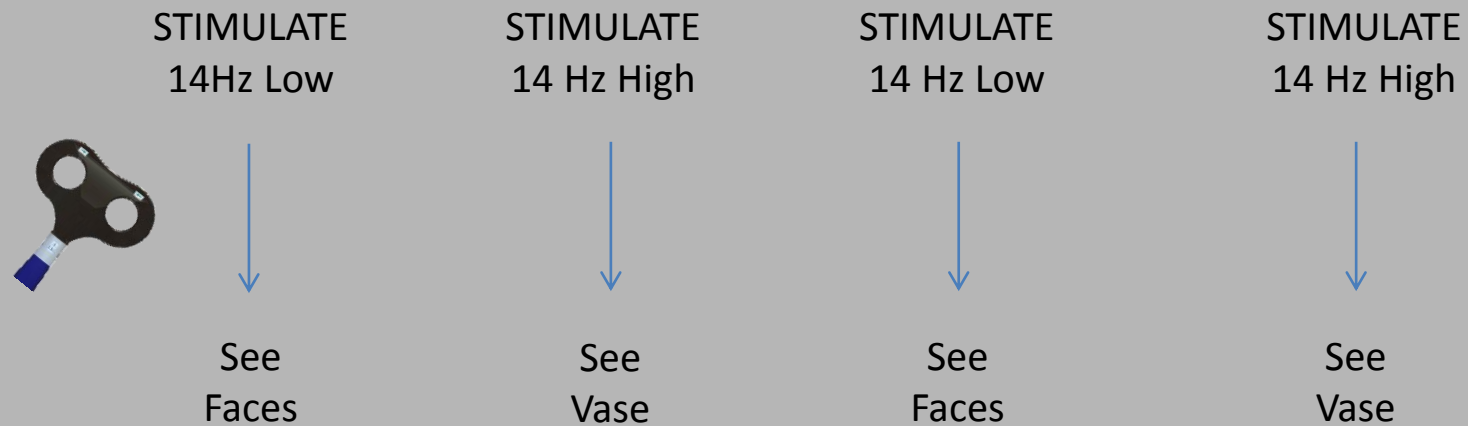 STIMULATE
14Hz Low
STIMULATE
14 Hz High
STIMULATE
14 Hz Low
STIMULATE
14 Hz High
See
Faces
See
Vase
See
Faces
See
Vase